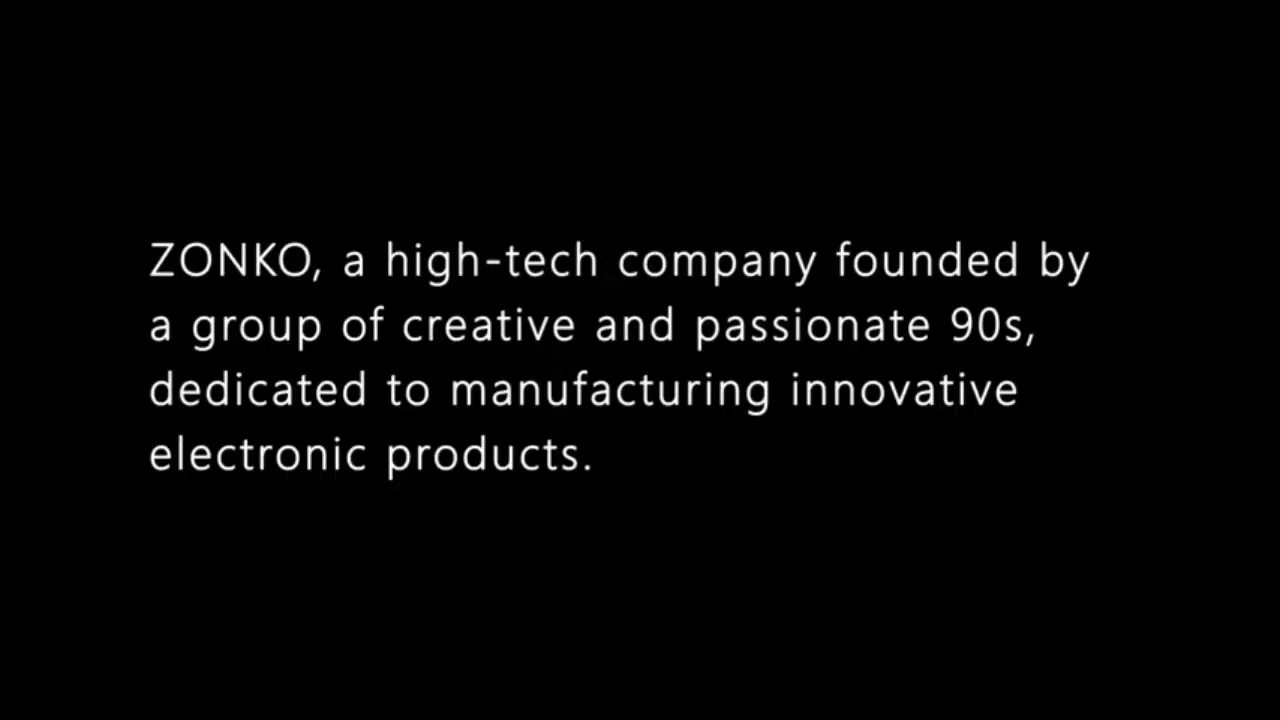 ZONKO, a high-tech company founded by
a group of creative and passionate 90s,
dedicated to manufacturing innovative
electronic products.